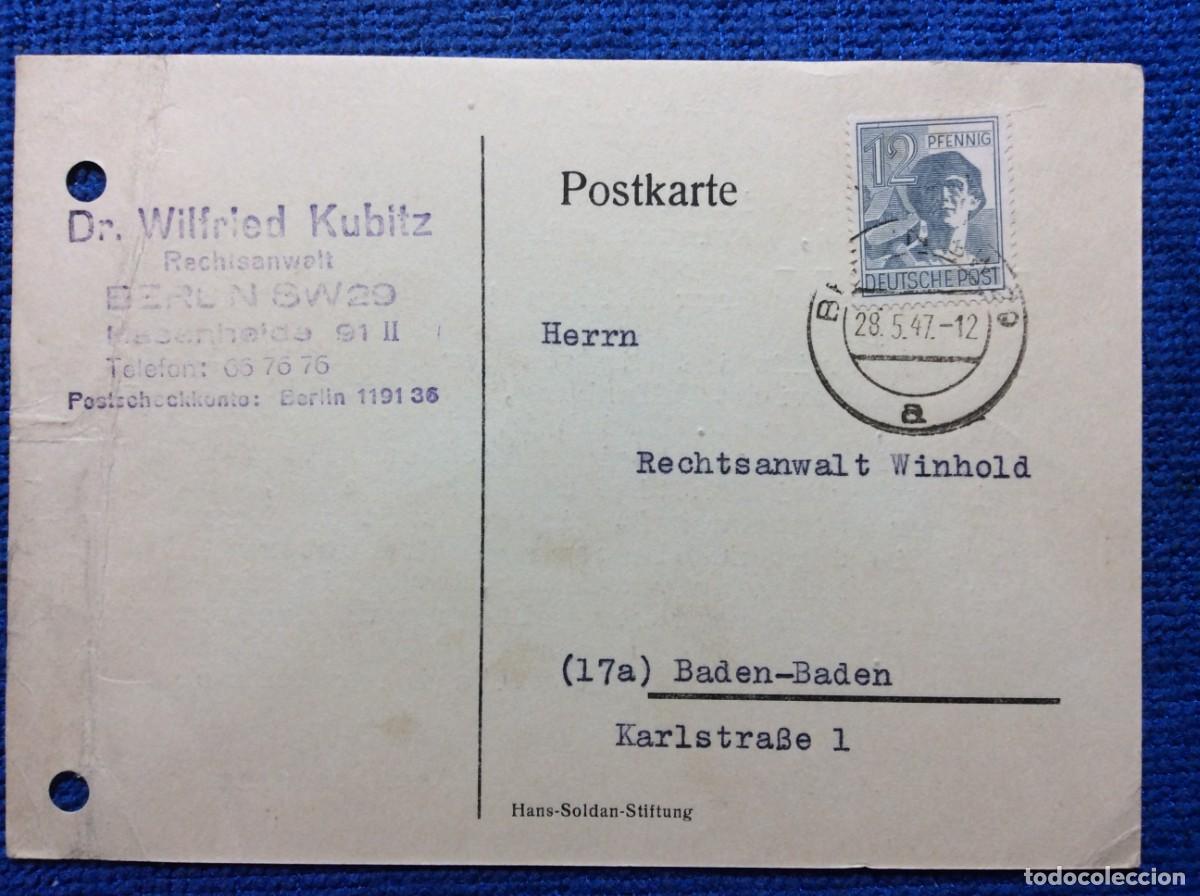 Dr. Wilfried Kubitz
Rechtsanwalt
BERLIN SW29
91 II
Telefon: 66 76 76
Postscheckkonto: Berlin 1191 36
Postkarte
12 PFENNIG
DEUTSCHE POST
28.5.47.-12
a
Herrn
Rechtsanwalt Winhold
(17a) Baden-Baden
Karlstraße 1
Hans-Soldan-Stiftung
todocoleccion